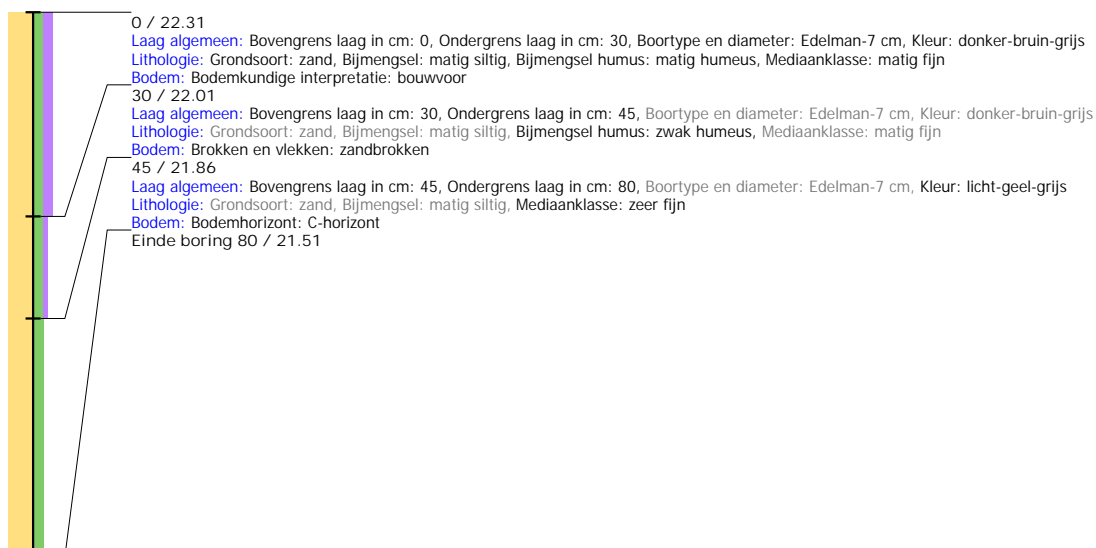 0 / 22.31
Laag algemeen: Bovengrens laag in cm: 0, Ondergrens laag in cm: 30, Boortype en diameter: Edelman-7 cm, Kleur: donker-bruin-grijs
Lithologie: Grondsoort: zand, Bijmengsel: matig siltig, Bijmengsel humus: matig humeus, Mediaanklasse: matig fijn
Bodem: Bodemkundige interpretatie: bouwvoor
30 / 22.01
Laag algemeen: Bovengrens laag in cm: 30, Ondergrens laag in cm: 45, Boortype en diameter: Edelman-7 cm, Kleur: donker-bruin-grijs
Lithologie: Grondsoort: zand, Bijmengsel: matig siltig, Bijmengsel humus: zwak humeus, Mediaanklasse: matig fijn
Bodem: Brokken en vlekken: zandbrokken
45 / 21.86
Laag algemeen: Bovengrens laag in cm: 45, Ondergrens laag in cm: 80, Boortype en diameter: Edelman-7 cm, Kleur: licht-geel-grijs
Lithologie: Grondsoort: zand, Bijmengsel: matig siltig, Mediaanklasse: zeer fijn
Bodem: Bodemhorizont: C-horizont
Einde boring 80 / 21.51